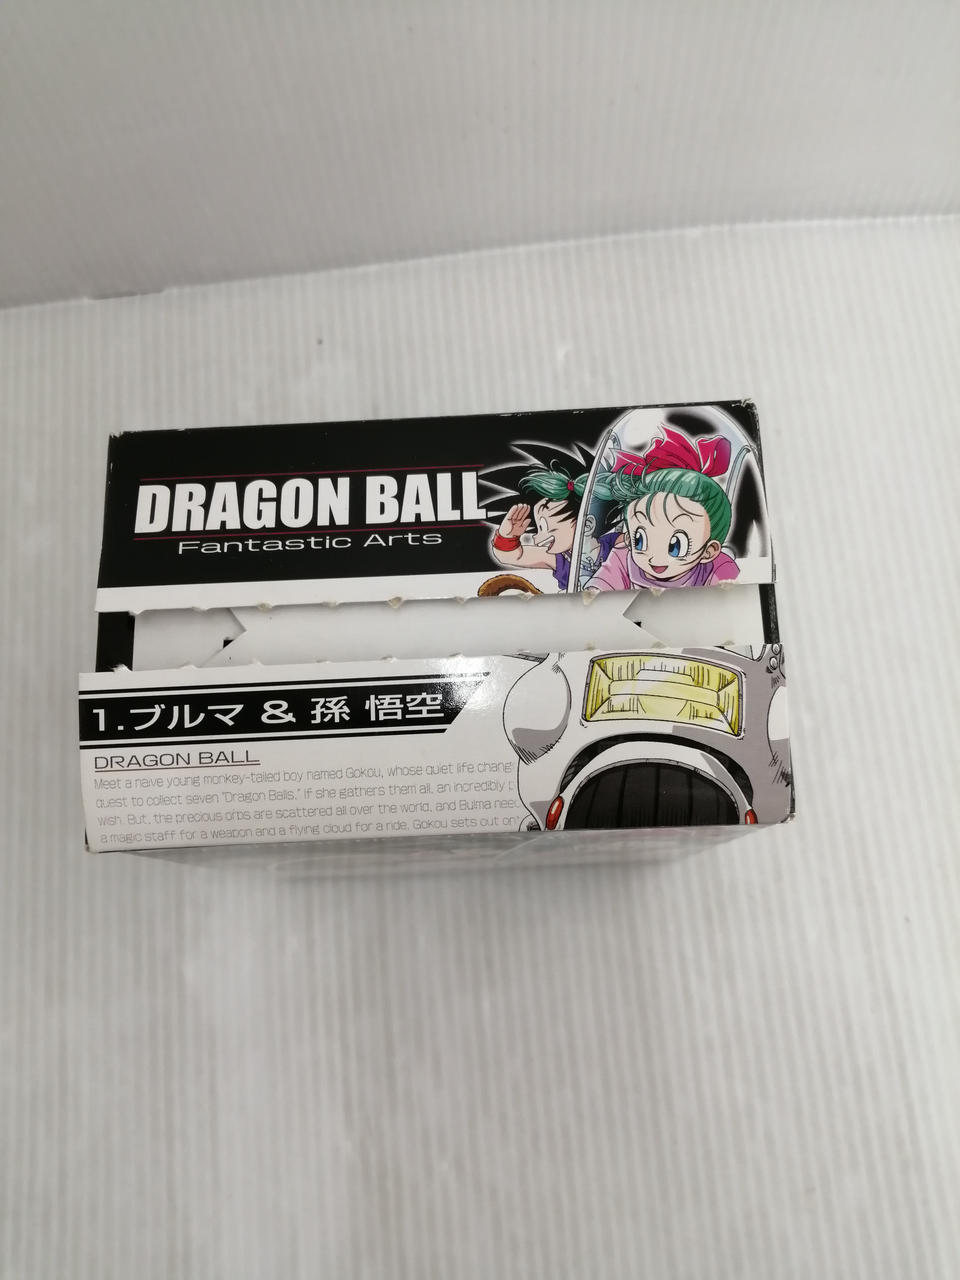 DRAGON BALL
Fantastic Arts
1.ブルマ & 孫 悟空
DRAGON BALL
Meet a naive young monkey-tailed boy named Gokou, whose quiet life chang
quest to collect seven "Dragon Balls." If she gathers them all, an incredibly
wish. But, the precious orbs are scattered all over the world, and Bulma need
a magic staff for a weapon and a flying cloud for a ride, Gokou sets out on